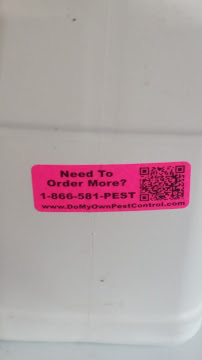 Need To
Order More?
1-866-581-PEST
www.DoMyOwnPestControl.com